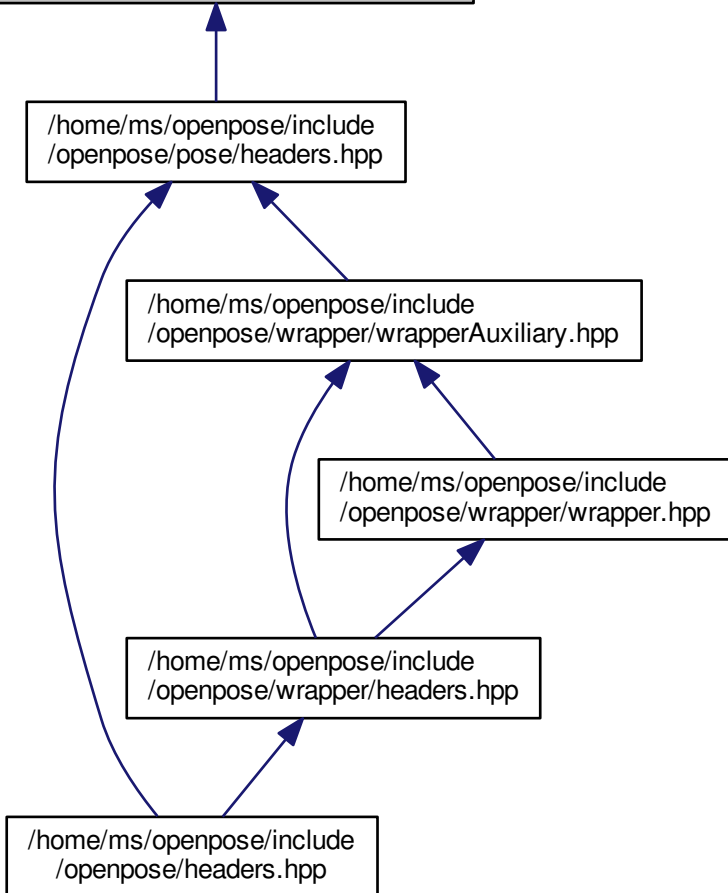 /home/ms/openpose/include
/openpose/pose/headers.hpp
/home/ms/openpose/include
/openpose/wrapper/wrapperAuxiliary.hpp
/home/ms/openpose/include
/openpose/wrapper/wrapper.hpp
/home/ms/openpose/include
/openpose/wrapper/headers.hpp
/home/ms/openpose/include
/openpose/headers.hpp